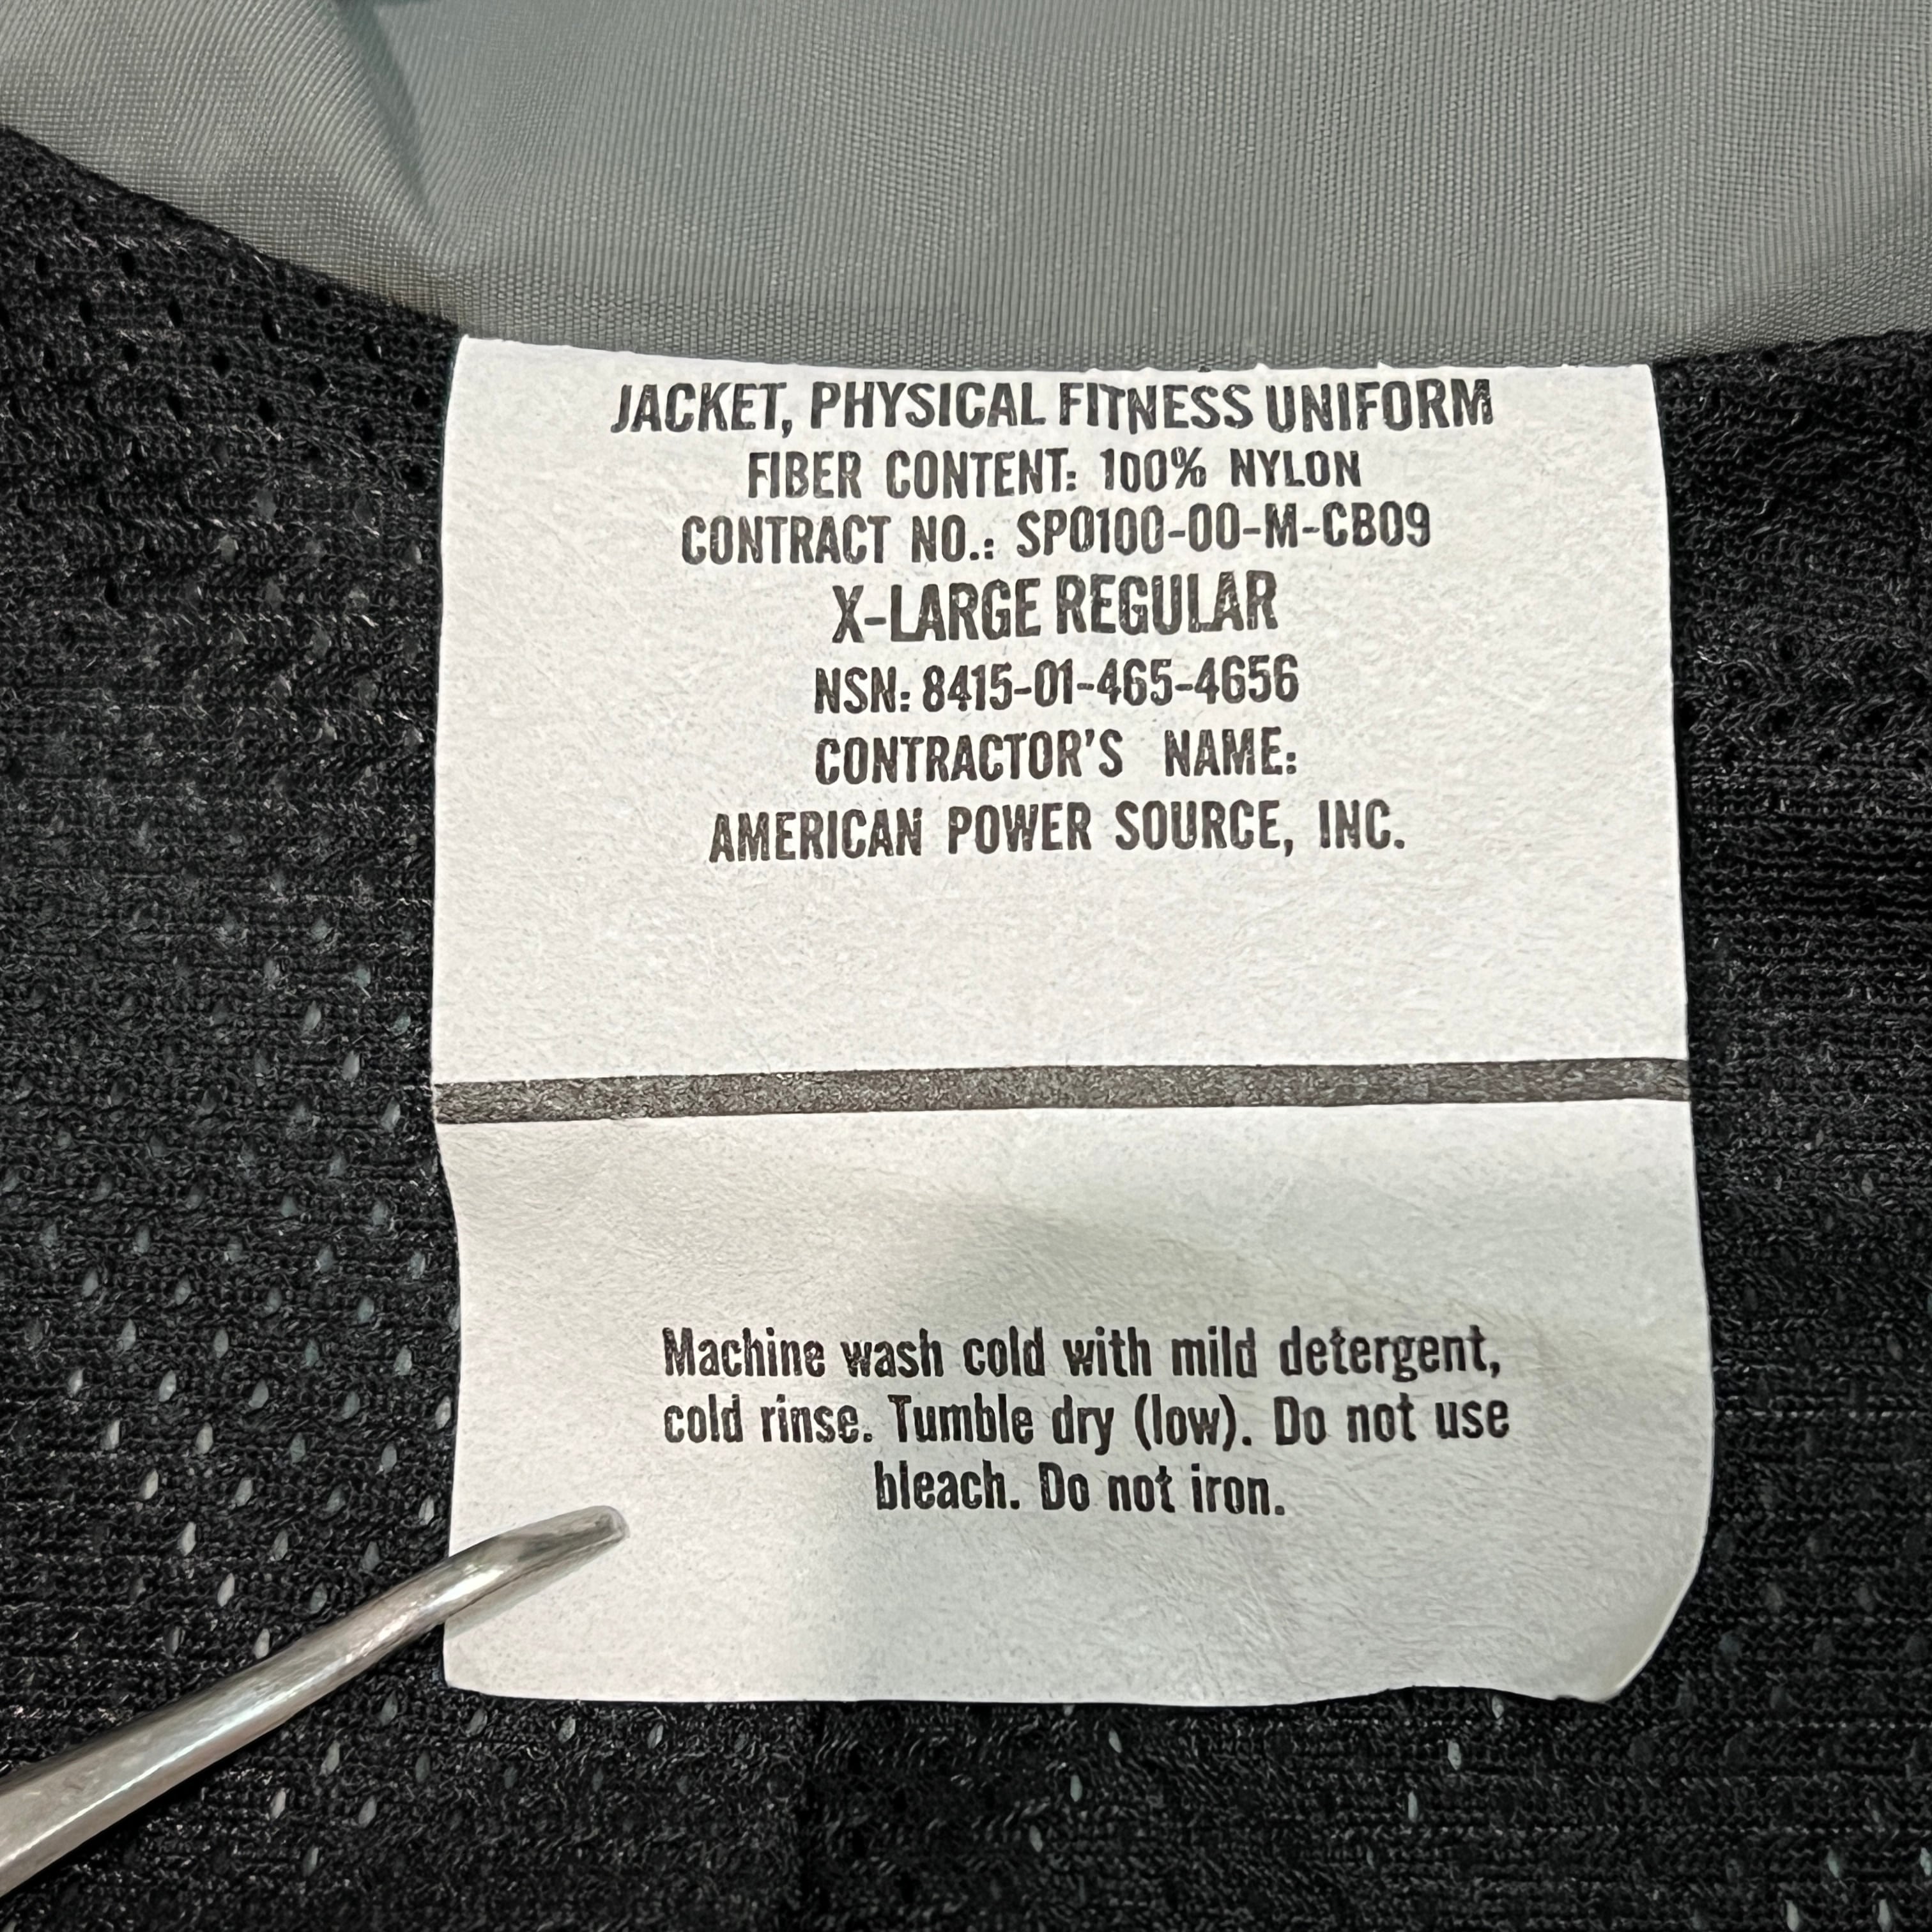 JACKET, PHYSICAL FITNESS UNIFORM
FIBER CONTENT: 100% NYLON
CONTRACT NO.: SP0100-00-M-CB09
X-LARGE REGULAR
NSN: 8415-01-465-4656
CONTRACTOR'S NAME:
AMERICAN POWER SOURCE, INC.
Machine wash cold with mild detergent,
cold rinse. Tumble dry (low). Do not use
bleach. Do not iron.